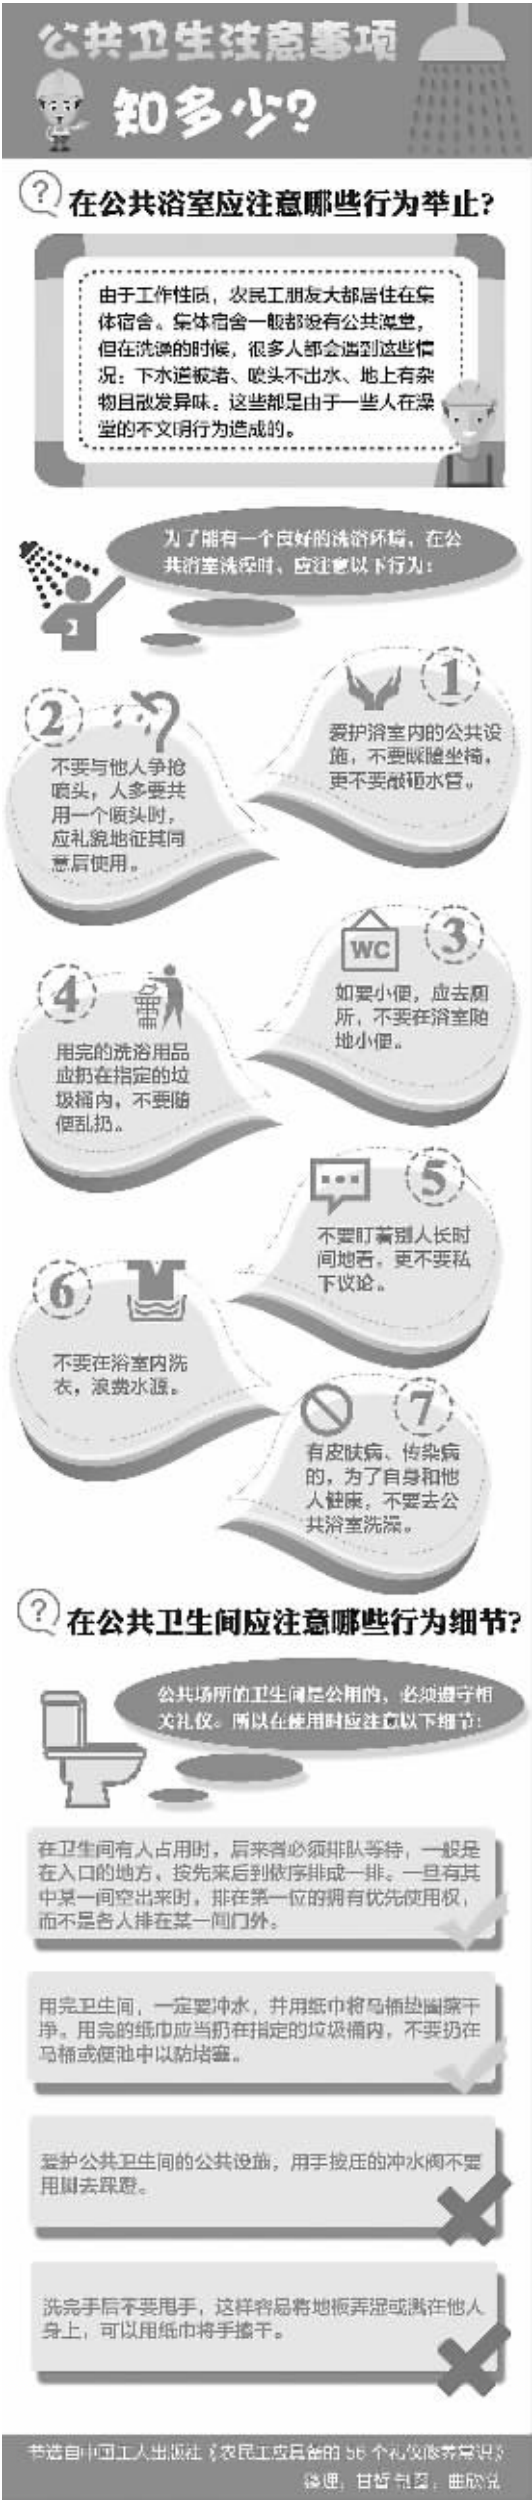 公共卫生注意事项
知多少?
?
在公共浴室应注意哪些行为举止?
由于工作性质，农民工朋友大都居住在集
体宿舍。集体宿舍一般都设有公共澡堂，
但在洗澡的时候，很多人都会遇到这些情
况：下水道被堵、喷头不出水、地上有杂
物且散发异味。这些都是由于一些人在澡
堂的不文明行为造成的。
为了能有一个良好的洗浴环境，在公
共浴室洗澡时，应注意以下行为：
1
爱护浴室内的公共设
施，不要踩踏坐椅，
更不要敲砸水管。
2
不要与他人争抢
喷头，人多要共
用一个喷头时，
应礼貌地征其同
意后使用。
WC
3
如要小便，应去厕
所，不要在浴室随
地小便。
4
用完的洗浴用品
应扔在指定的垃
圾桶内，不要随
便乱扔。
5
不要盯着别人长时
间地看，更不要私
下议论。
6
不要在浴室内洗
衣，浪费水源。
7
有皮肤病、传染病
的，为了自身和他
人健康，不要去公
共浴室洗澡。
?
在公共卫生间应注意哪些行为细节?
公共场所的卫生间是公用的，必须遵守相
关礼仪。所以在使用时应注意以下细节：
在卫生间有人占用时，后来者必须排队等待，一般是
在入口的地方，按先来后到依序排成一排。一旦有其
中某一间空出来时，排在第一位的拥有优先使用权，
而不是各人排在某一间门外。
用完卫生间，一定要冲水，并用纸巾将马桶垫圈擦干
净。用完的纸巾应当扔在指定的垃圾桶内，不要扔在
马桶或便池中以防堵塞。
爱护公共卫生间的公共设施，用手按压的冲水阀不要
用脚去踩蹬。
洗完手后不要甩手，这样容易将地板弄湿或溅在他人
身上，可以用纸巾将手擦干。
节选自中国工人出版社《农民工应具备的 56 个礼仪修养常识》
整理：甘皙 制图：曲欣悦